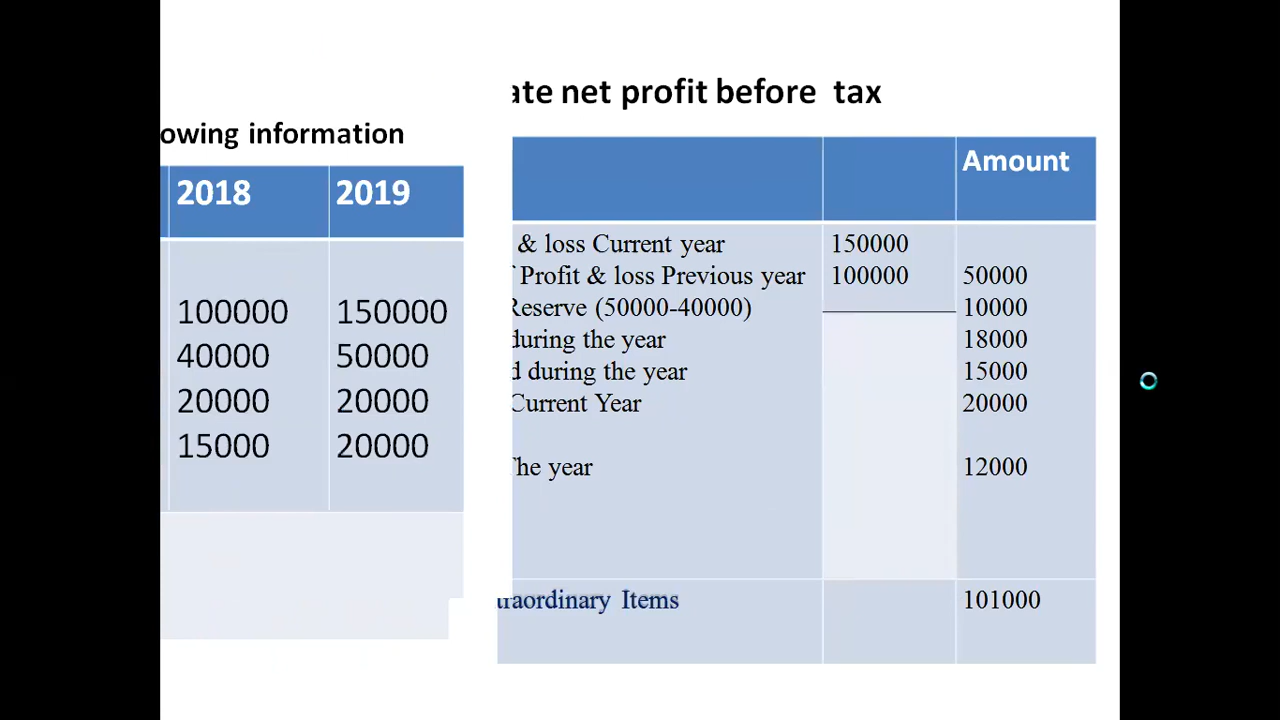 ate net profit before tax
owing information
2018 2019
100000 150000
40000 50000
20000 20000
15000 20000
Amount
& loss Current year 150000
Profit & loss Previous year 100000 50000
Reserve (50000-40000) 10000
during the year 18000
d during the year 15000
Current Year 20000
The year 12000
traordinary Items 101000